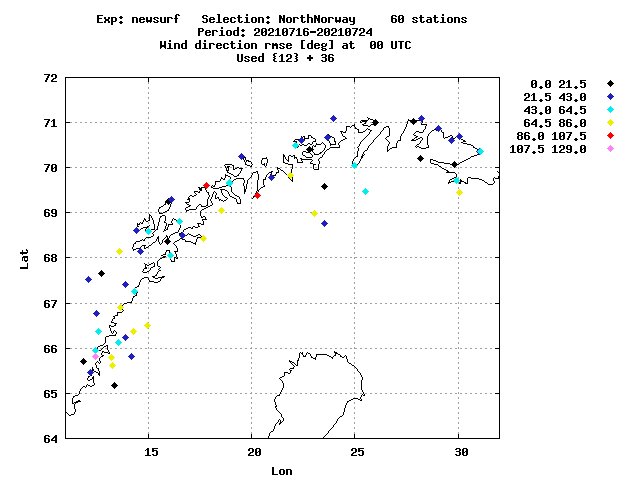 Exp: newsurf Selection: NorthNorway 60 stations
Period: 20210716-20210724
Wind direction rmse [deg] at 00 UTC
Used {12} + 36
0.0 21.5
21.5 43.0
43.0 64.5
64.5 86.0
86.0 107.5
107.5 129.0
72
71
70
69
68
67
66
65
64
Lat
15 20 25 30
Lon